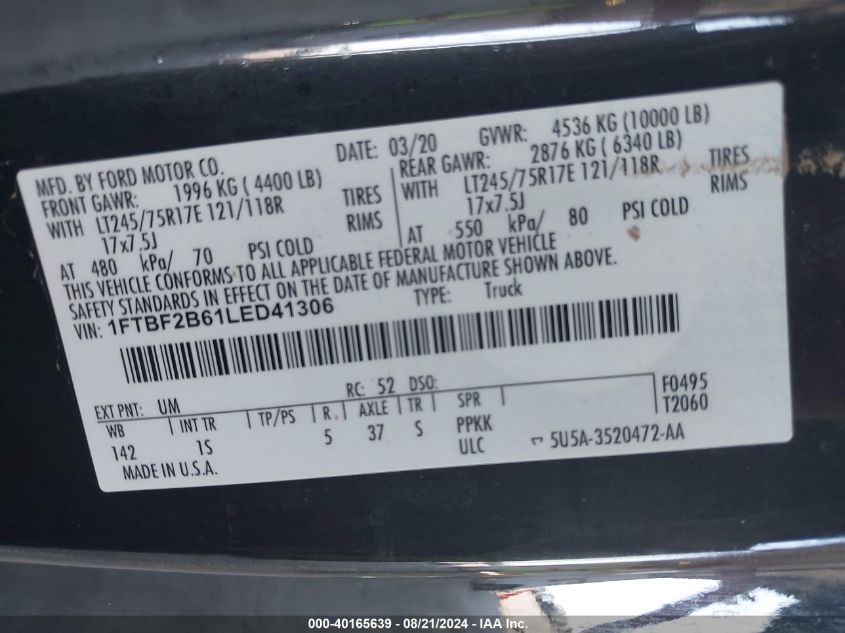 MFD. BY FORD MOTOR CO.
DATE: 03/20 GVWR: 4536 KG (10000 LB)
FRONT GAWR: 1996 KG ( 4400 LB)
WITH LT245/75R17E 121/118R TIRES
17x7.5J RIMS
AT 480 kPa/ 70 PSI COLD
REAR GAWR: 2876 KG ( 6340 LB)
WITH LT245/75R17E 121/118R TIRES
17x7.5J RIMS
AT 550 kPa/ 80 PSI COLD
THIS VEHICLE CONFORMS TO ALL APPLICABLE FEDERAL MOTOR VEHICLE
SAFETY STANDARDS IN EFFECT ON THE DATE OF MANUFACTURE SHOWN ABOVE.
VIN: 1FTBF2B61LED41306 TYPE: Truck
EXT PNT: UM RC: 52 DSO: F0495
WB INT TR TP/PS R AXLE TR SPR T2060
142 1S 5 37 S PPKK
ULC 5U5A-3520472-AA
MADE IN U.S.A.
000-40165639 - 08/21/2024 - IAA Inc.